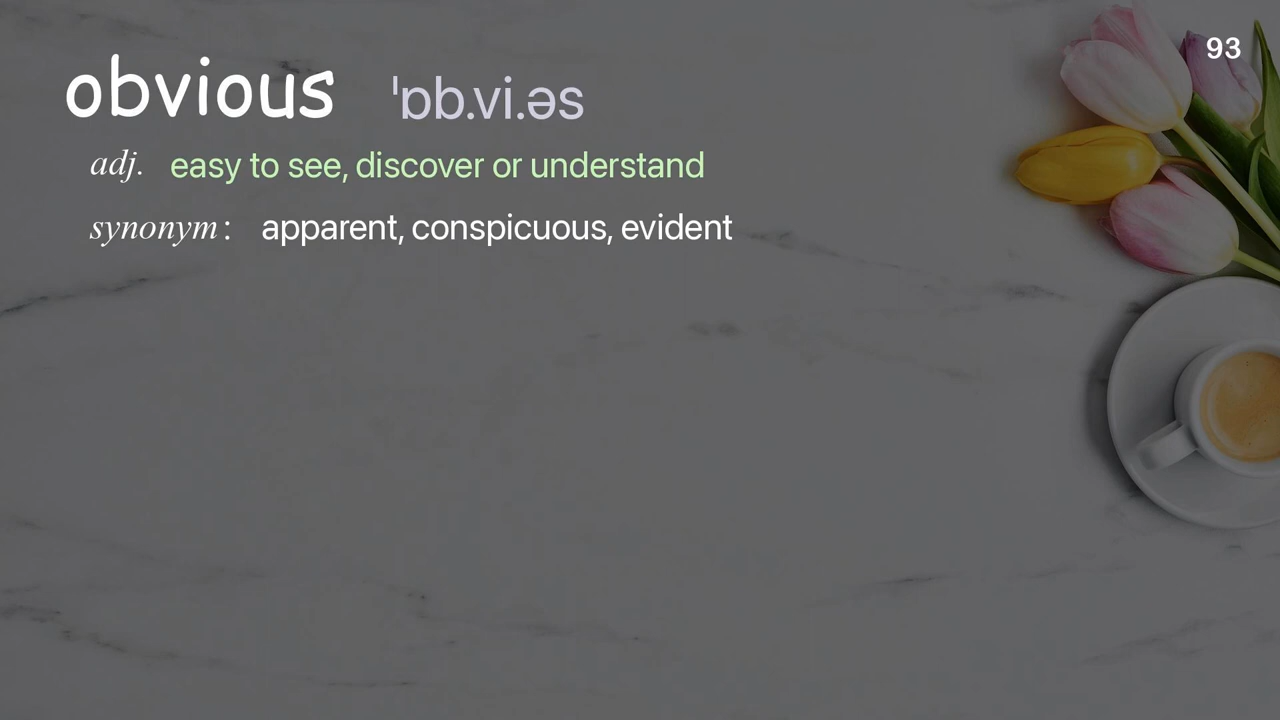 93
obvious ˈɒb.vi.əs
adj. easy to see, discover or understand
synonym: apparent, conspicuous, evident